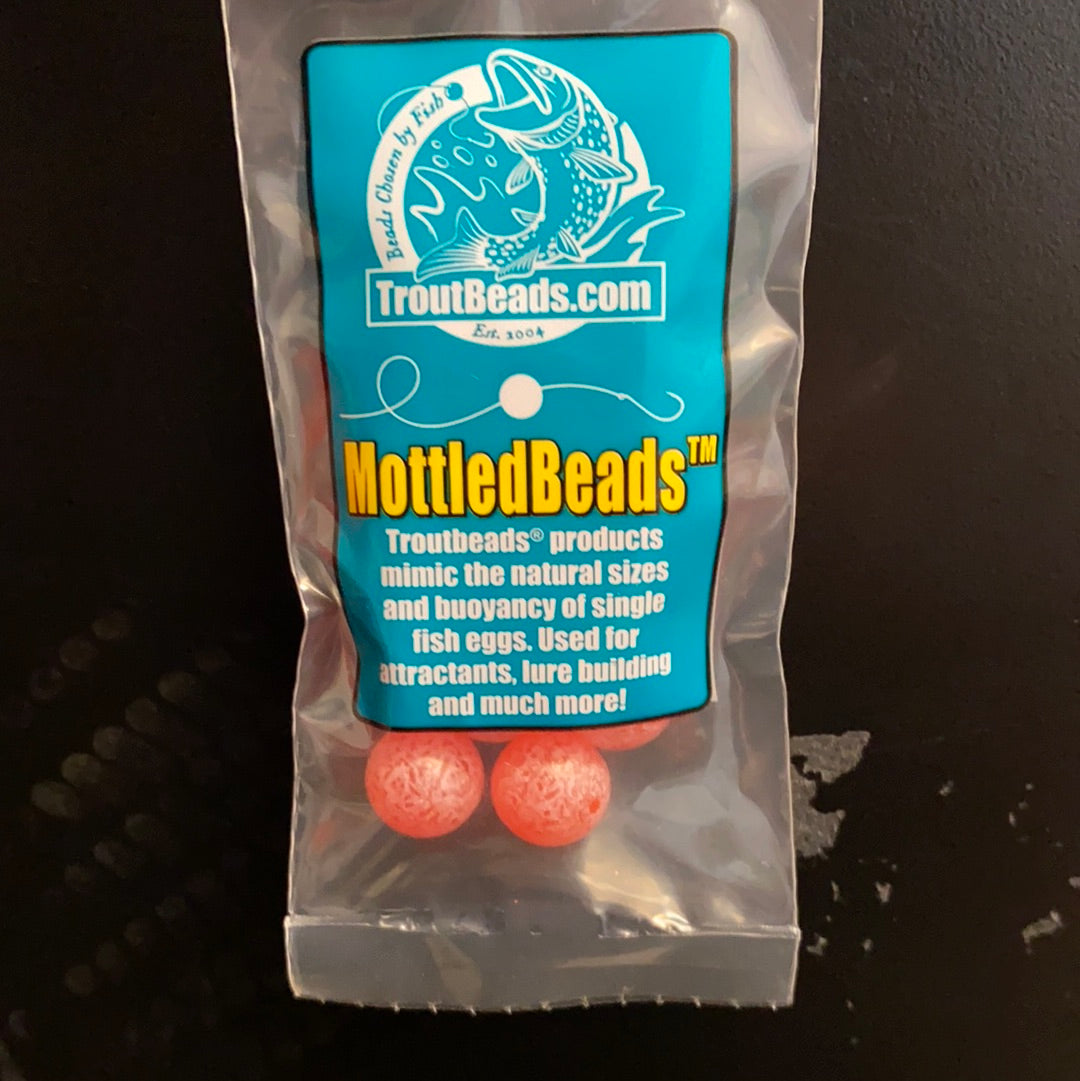 Beads Chosen by Fish
TroutBeads.com
Est. 2004
MottledBeads™
Troutbeads® products
mimic the natural sizes
and buoyancy of single
fish eggs. Used for
attractants, lure building
and much more!